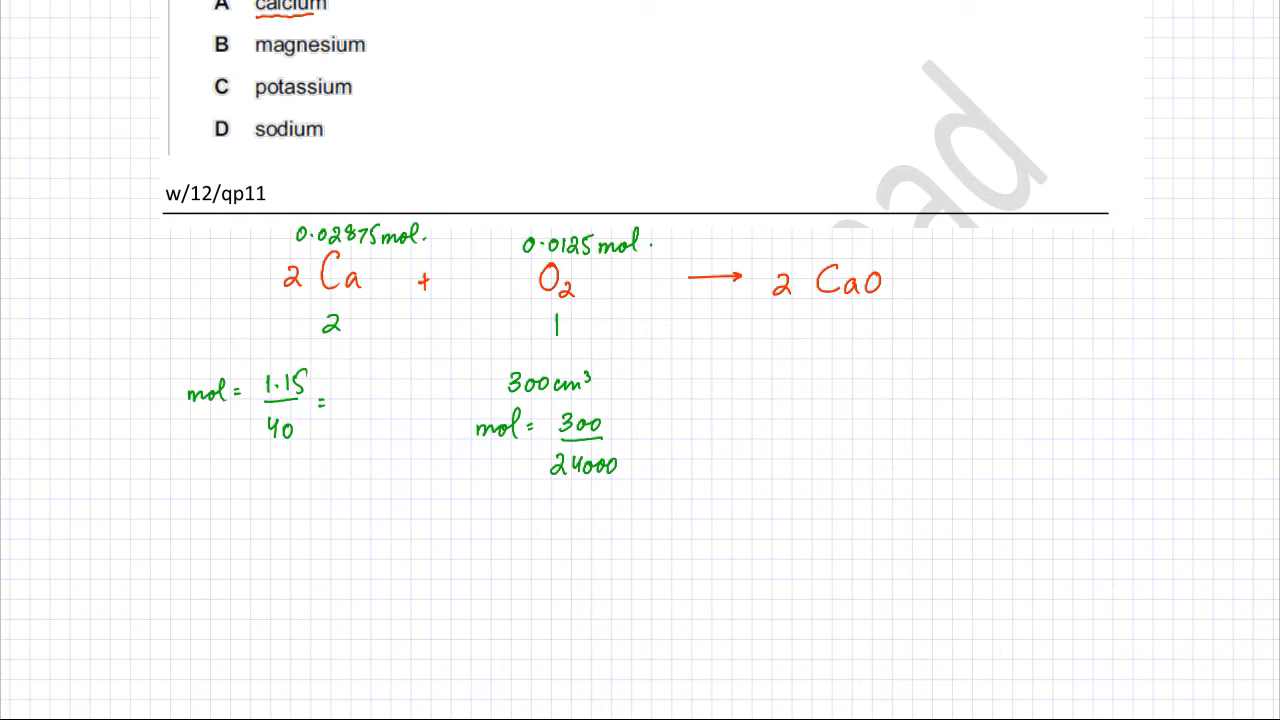 A calcium
B magnesium
C potassium
D sodium
w/12/qp11
0.02875 mol. 0.0125 mol.
2 Ca + O₂ → 2 CaO
2 1
mol = 1.15/40 =
300 cm³
mol = 300/24000
ad